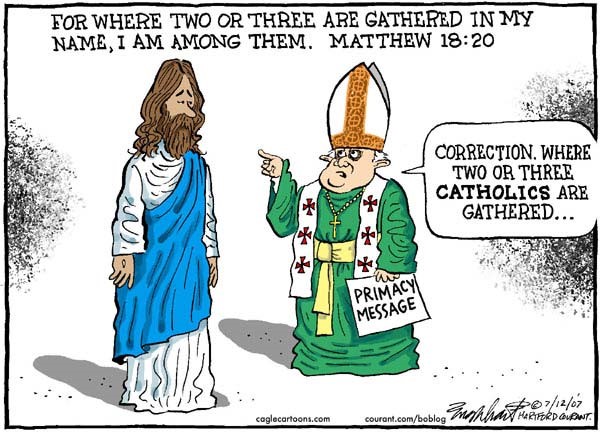 FOR WHERE TWO OR THREE ARE GATHERED IN MY
NAME, I AM AMONG THEM. MATTHEW 18:20
CORRECTION. WHERE
TWO OR THREE
CATHOLICS ARE
GATHERED...
PRIMACY
MESSAGE
caglecartoons.com
courant.com/boblog
Englehart © 7/12/07
HARTFORD COURANT.